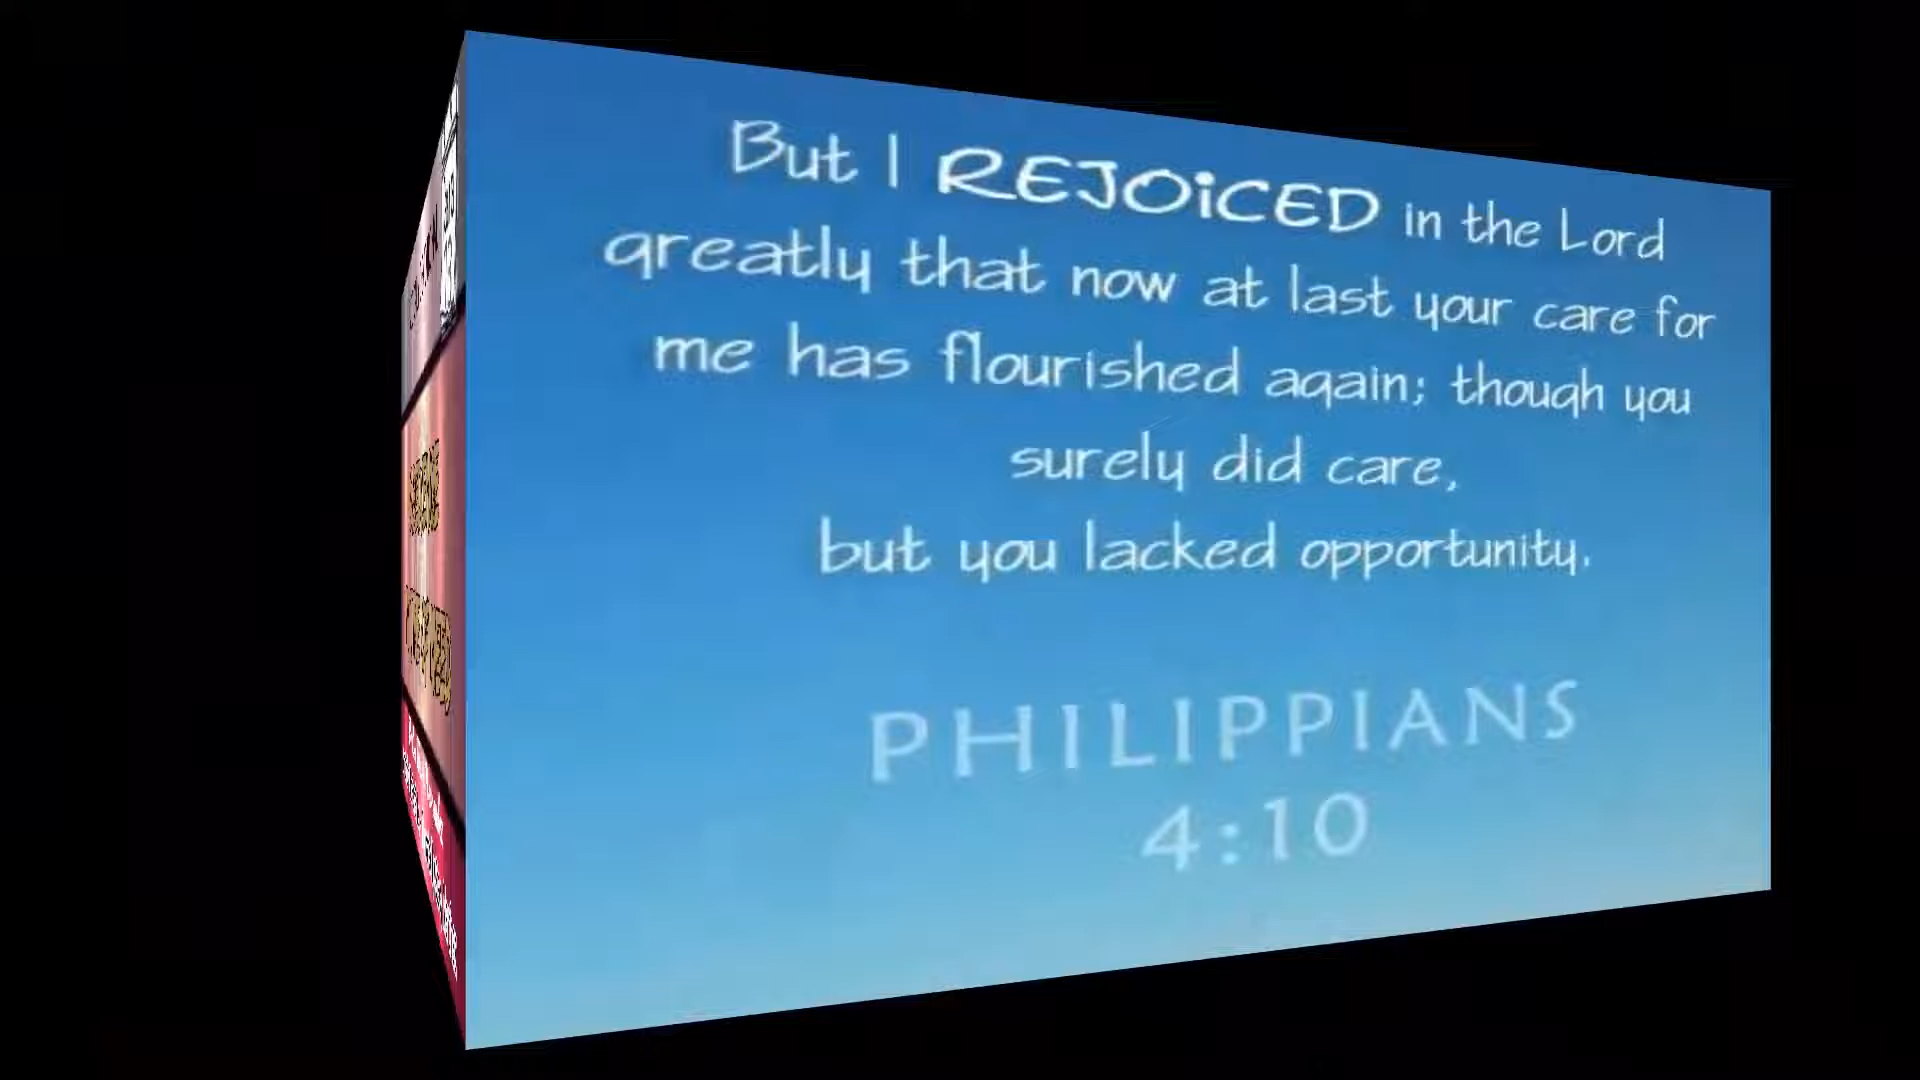 But I REJOiCED in the Lord
greatly that now at last your care for
me has flourished again; though you
surely did care,
but you lacked opportunity.
PHILIPPIANS
4:10